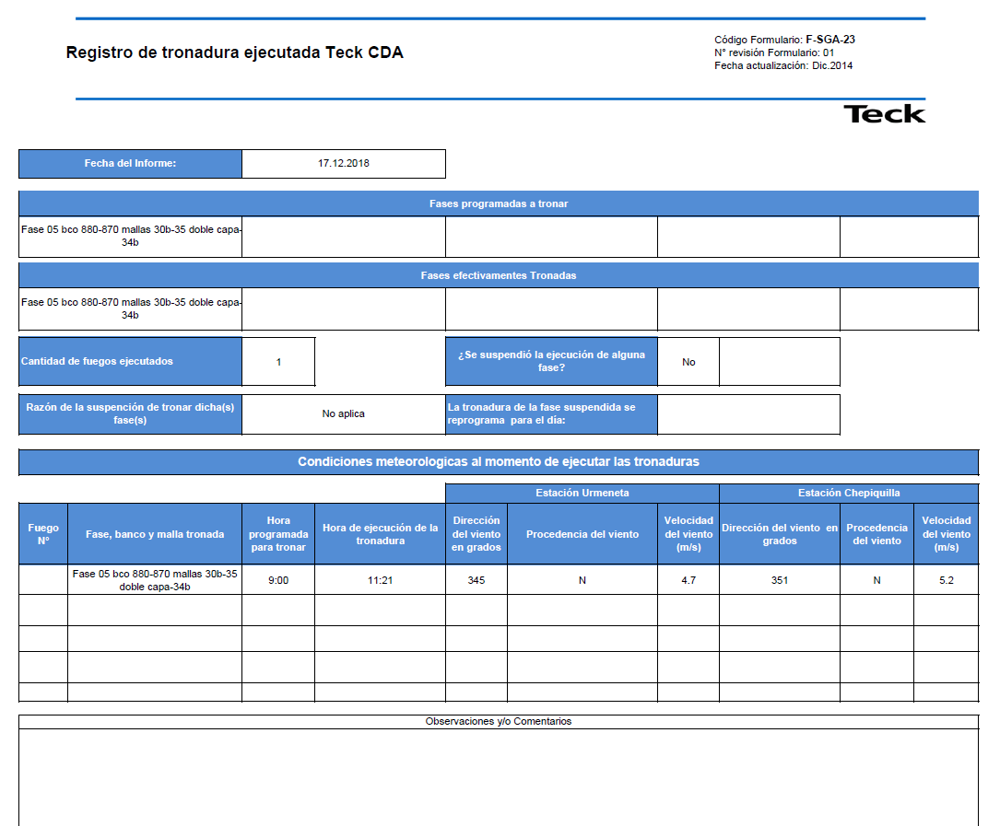 Registro de tronadura ejecutada Teck CDA
Código Formulario: F-SGA-23
N° revisión Formulario: 01
Fecha actualización: Dic.2014
Teck
Fecha del Informe:
17.12.2018
Fases programadas a tronar
Fase 05 bco 880-870 mallas 30b-35 doble capa-
34b
Fases efectivamentes Tronadas
Fase 05 bco 880-870 mallas 30b-35 doble capa-
34b
Cantidad de fuegos ejecutados
1
¿Se suspendió la ejecución de alguna
fase?
No
Razón de la suspención de tronar dicha(s)
fase(s)
No aplica
La tronadura de la fase suspendida se
reprograma para el día:
Condiciones meteorologicas al momento de ejecutar las tronaduras
Estación Urmeneta
Estación Chepiquilla
Fuego
N°
Fase, banco y malla tronada
Hora
programada
para tronar
Hora de ejecución de la
tronadura
Dirección
del viento
en grados
Procedencia del viento
Velocidad
del viento
(m/s)
Dirección del viento en
grados
Procedencia
del viento
Velocidad
del viento
(m/s)
Fase 05 bco 880-870 mallas 30b-35
doble capa-34b
9:00
11:21
345
N
4.7
351
N
5.2
Observaciones y/o Comentarios